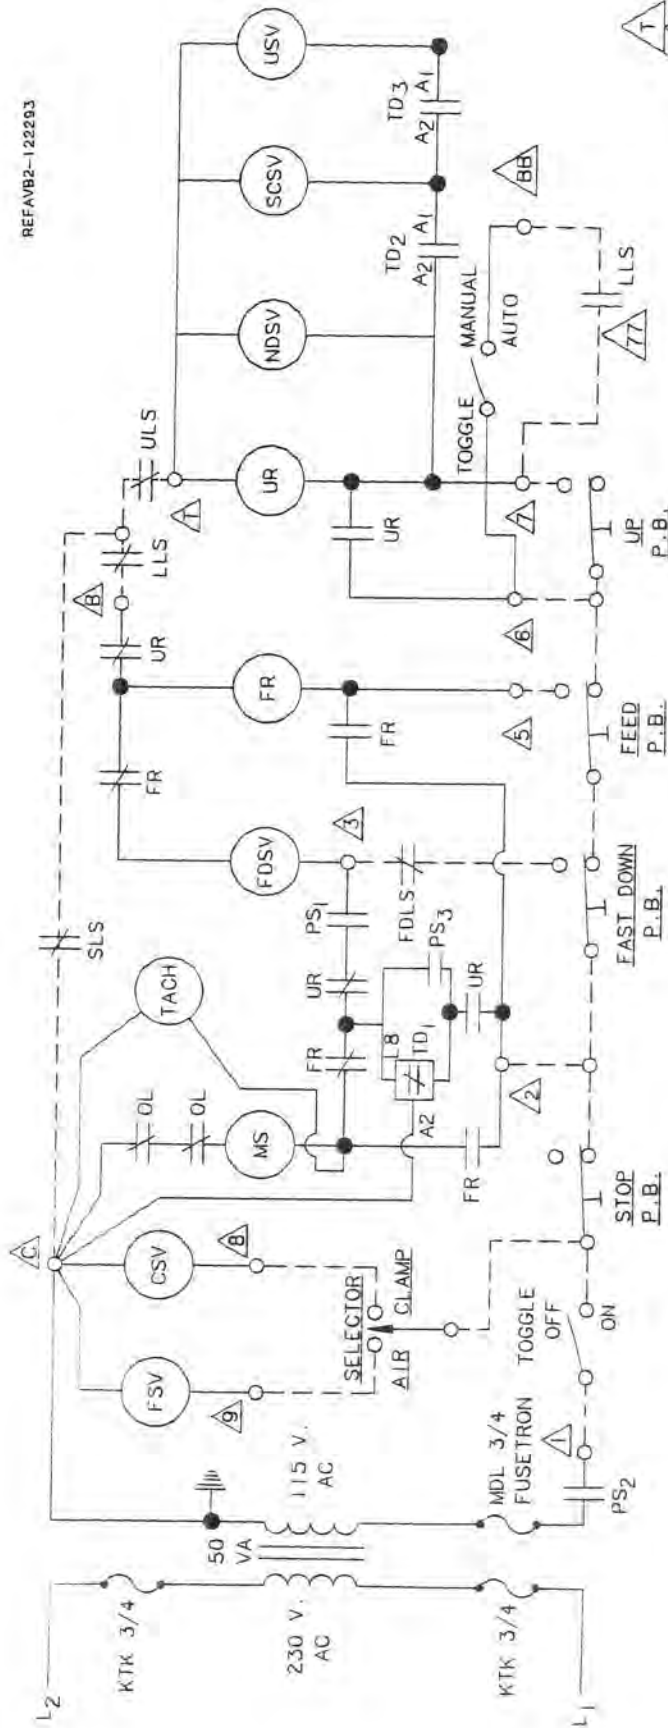 REFAVB2-122293
L2
KTK 3/4
230 V.
AC
KTK 3/4
L1
50
VA
115 V.
AC
MDL 3/4
FUSETRON
PS2
1
TOGGLE
OFF
ON
C
FSV
9
CSV
8
SELECTOR
AIR
CLAMP
OL
OL
MS
TACH
SLS
FR
A2
L8
TD1
FR
UR
PS1
PS3
UR
2
STOP
P.B.
FDSV
3
FDLS
FAST DOWN
P.B.
FR
UR
B
LLS
ULS
FR
FR
5
FEED
P.B.
T
UR
UR
6
7
UP
P.B.
NDSV
SCSV
USV
TD2
A2
A1
TD3
A2
A1
TOGGLE
MANUAL
AUTO
BB
77
LLS
T